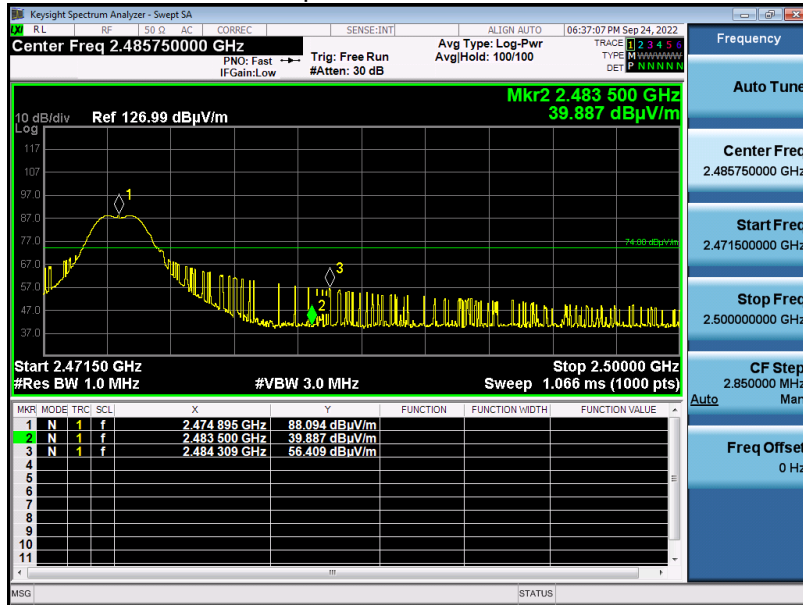 Keysight Spectrum Analyzer - Swept SA
LXI RL RF 50 Ω AC CORREC SENSE:INT ALIGN AUTO 06:37:07 PM Sep 24, 2022
Center Freq 2.485750000 GHz
PNO: Fast
IFGain:Low
Trig: Free Run
#Atten: 30 dB
Avg Type: Log-Pwr
Avg|Hold: 100/100
TRACE 1 2 3 4 5 6
TYPE M WWWWW
DET P N N N N N
Mkr2 2.483 500 GHz
39.887 dBµV/m
10 dB/div Ref 126.99 dBµV/m
Log
117
107
97.0
87.0
77.0
67.0
57.0
47.0
37.0
1
2
3
74.00 dBµV/m
Start 2.47150 GHz Stop 2.50000 GHz
#Res BW 1.0 MHz #VBW 3.0 MHz Sweep 1.066 ms (1000 pts)
MKR MODE TRC SCL X Y FUNCTION FUNCTION WIDTH FUNCTION VALUE
1 N 1 f 2.474 895 GHz 88.094 dBµV/m
2 N 1 f 2.483 500 GHz 39.887 dBµV/m
3 N 1 f 2.484 309 GHz 56.409 dBµV/m
4
5
6
7
8
9
10
11
MSG STATUS
Frequency
Auto Tune
Center Freq
2.485750000 GHz
Start Freq
2.471500000 GHz
Stop Freq
2.500000000 GHz
CF Step
2.850000 MHz
Auto Man
Freq Offset
0 Hz